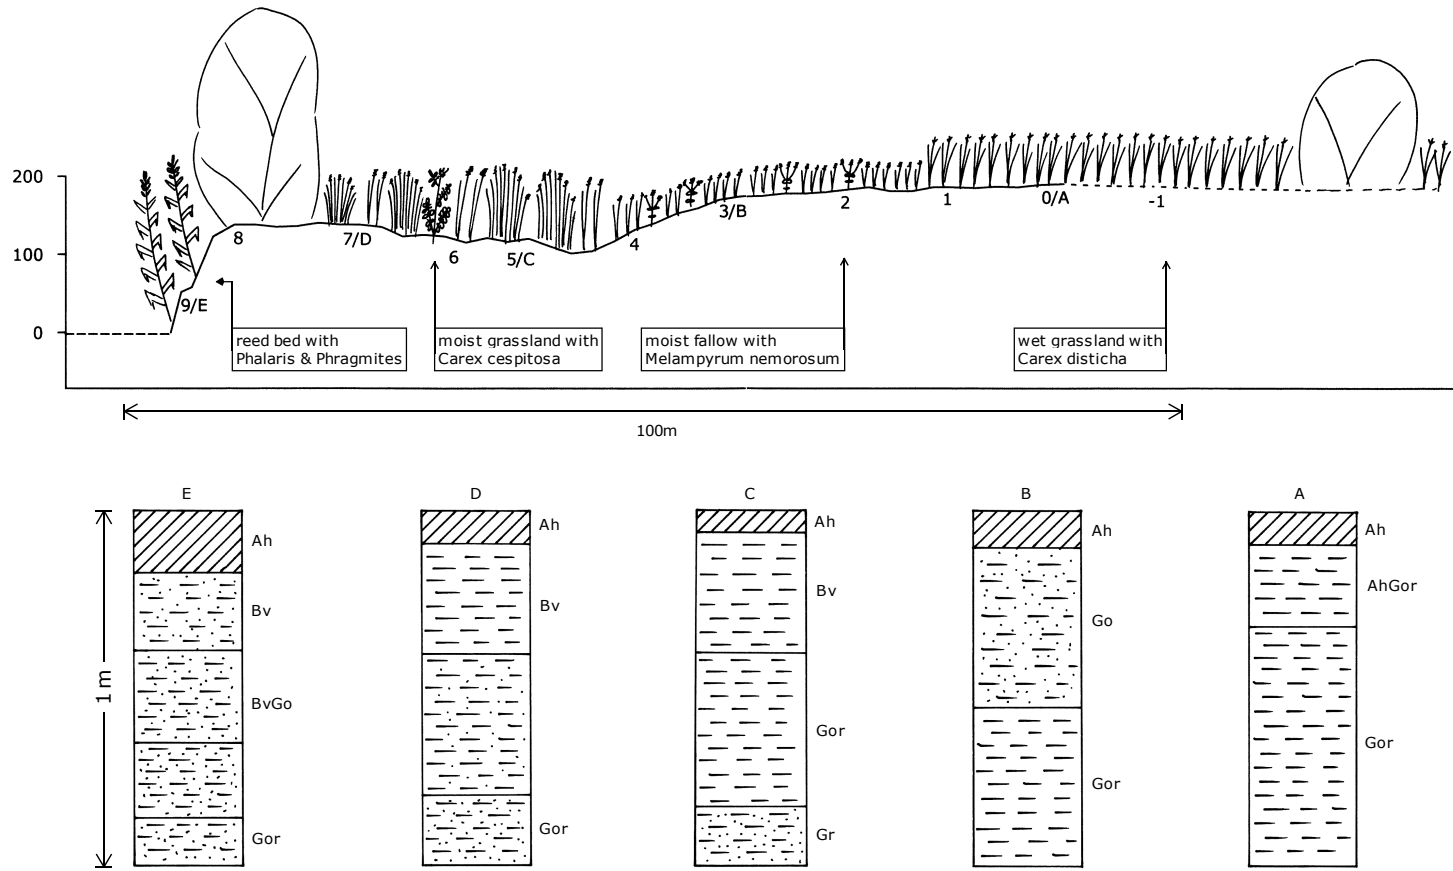 200
100
0
9/E
8
7/D
6
5/C
4
3/B
2
1
0/A
-1
reed bed with
Phalaris & Phragmites
moist grassland with
Carex cespitosa
moist fallow with
Melampyrum nemorosum
wet grassland with
Carex disticha
100m
1 m
E
Ah
Bv
BvGo
Gor
D
Ah
Bv
Gor
C
Ah
Bv
Gor
Gr
B
Ah
Go
Gor
A
Ah
AhGor
Gor